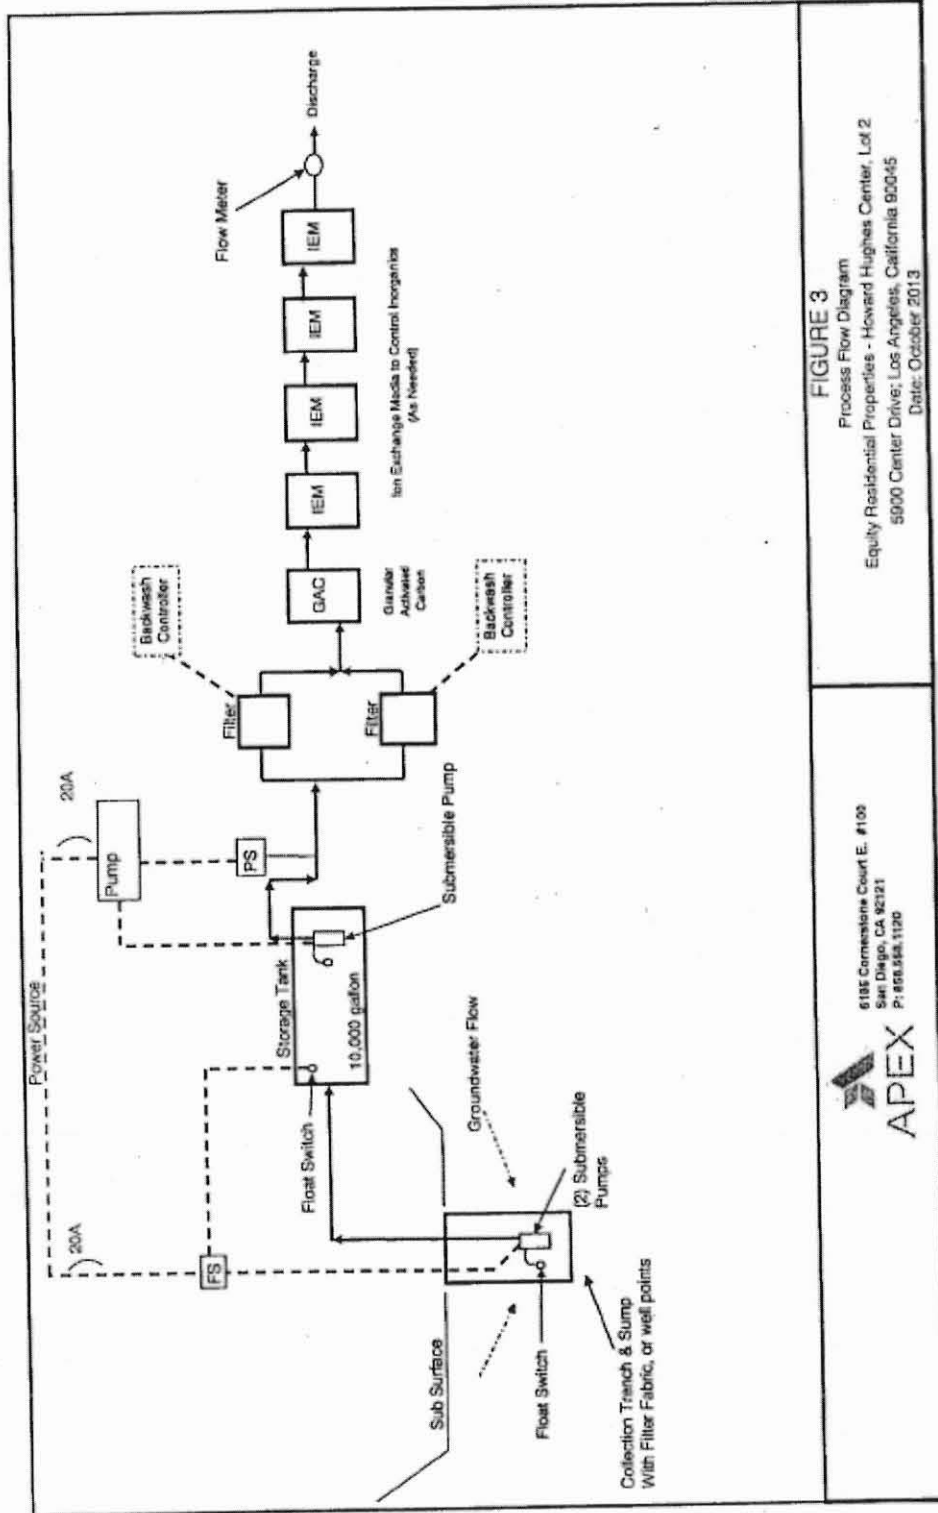 Power Source
20A
20A
FS
Pump
PS
Storage Tank
10,000 gallon
Float Switch
Submersible Pump
Filter
Filter
Backwash
Controller
Backwash
Controller
GAC
Granular
Activated
Carbon
IEM
IEM
IEM
IEM
Ion Exchange Media to Control Inorganics
(As Needed)
Flow Meter
Discharge
Sub Surface
Groundwater Flow
Float Switch
(2) Submersible
Pumps
Collection Trench & Sump
With Filter Fabric, or well points
APEX
6185 Cornerstone Court E. #100
San Diego, CA 92121
P: 858.558.1120
FIGURE 3
Process Flow Diagram
Equity Residential Properties - Howard Hughes Center, Lot 2
5900 Center Drive; Los Angeles, California 90045
Date: October 2013